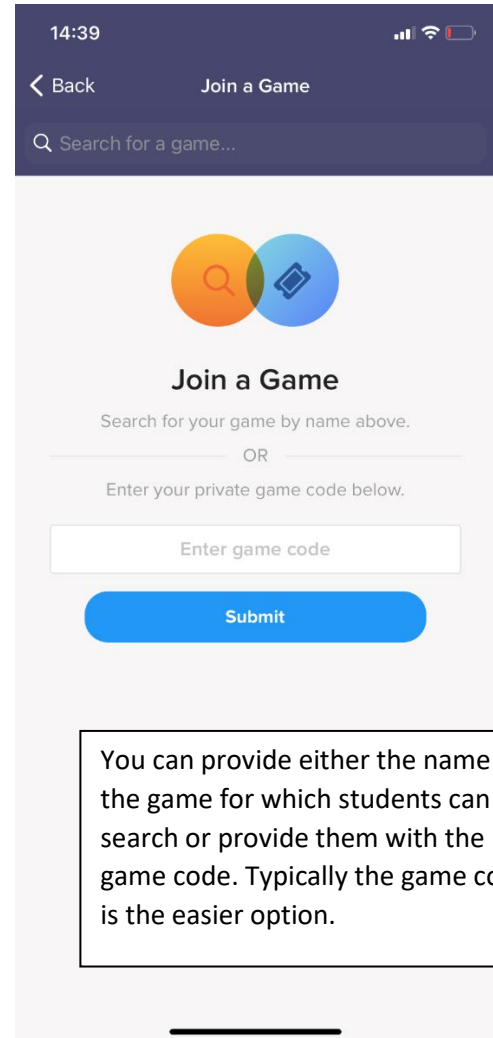 14:39
Back
Join a Game
Search for a game...
Join a Game
Search for your game by name above.
OR
Enter your private game code below.
Enter game code
Submit
You can provide either the name
the game for which students can
search or provide them with the
game code. Typically the game
is the easier option.